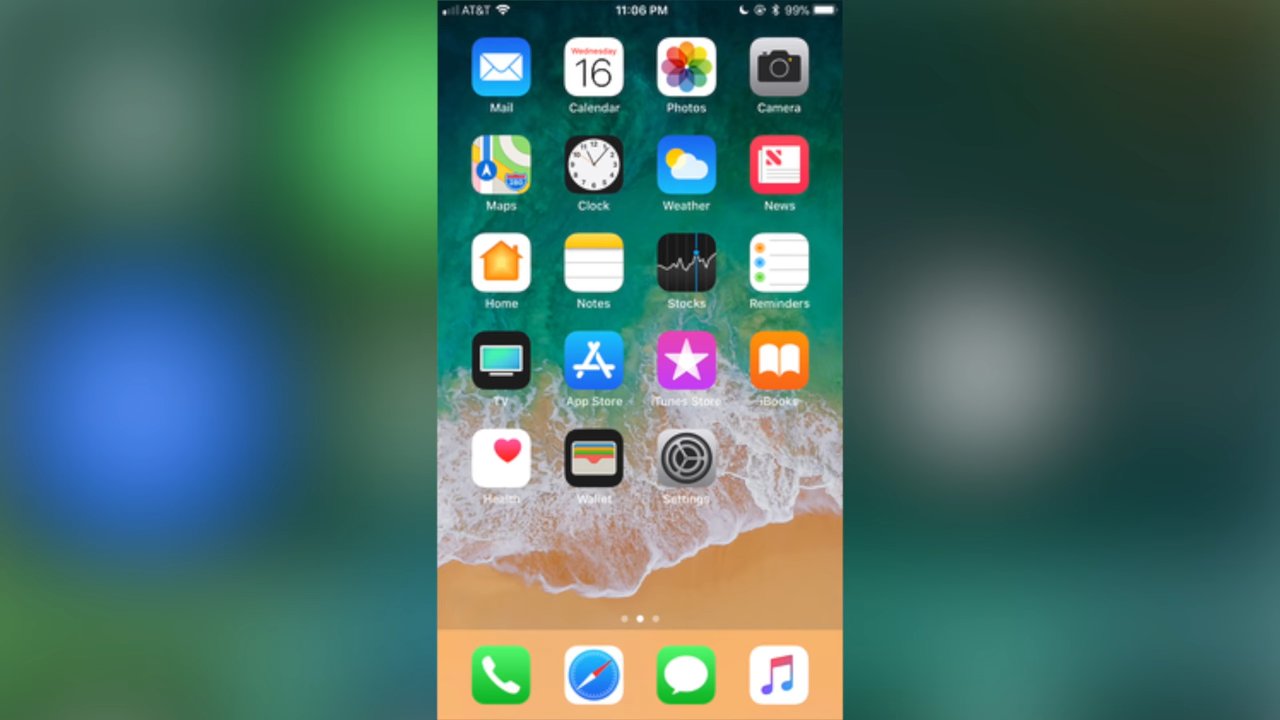 AT&T 11:06 PM 99%
Wednesday
16
Mail Calendar Photos Camera
280
Maps Clock Weather News
Home Notes Stocks Reminders
TV App Store iTunes Store iBooks
Health Wallet Settings